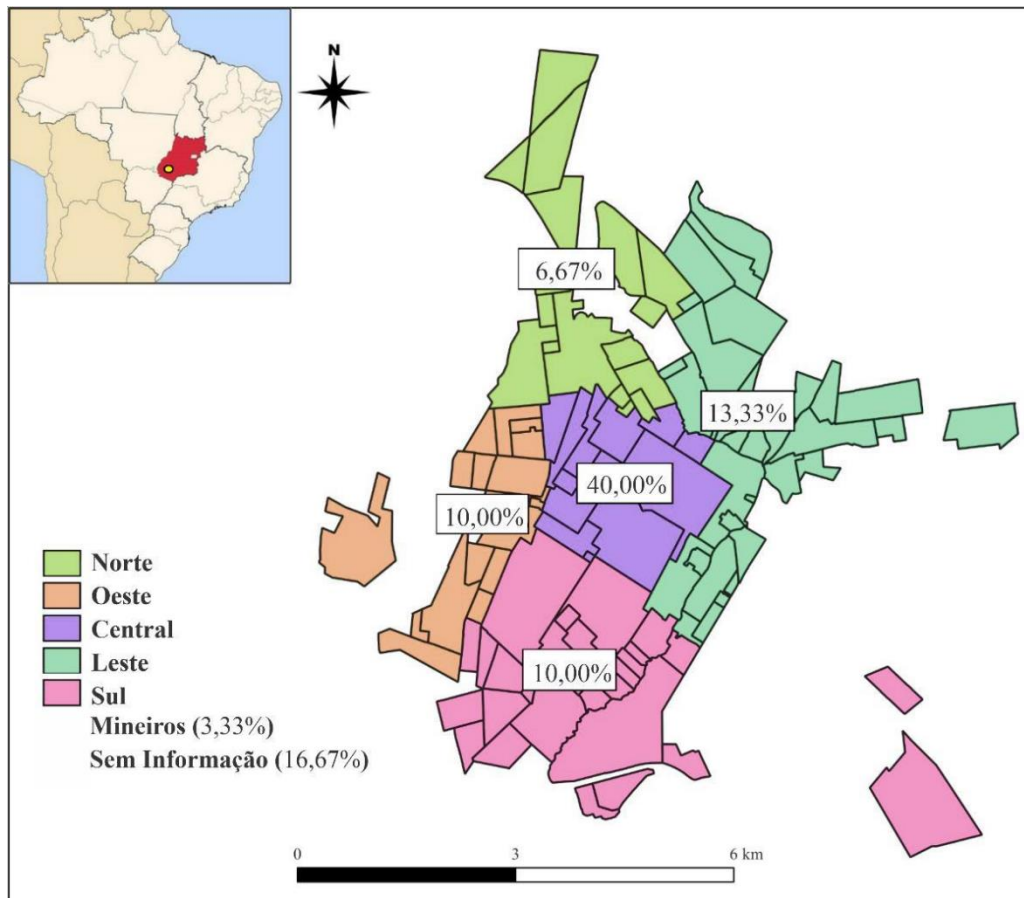 N
6,67%
13,33%
40,00%
10,00%
Norte
Oeste
Central
Leste
Sul
Mineiros (3,33%)
Sem Informação (16,67%)
10,00%
0 3 6 km